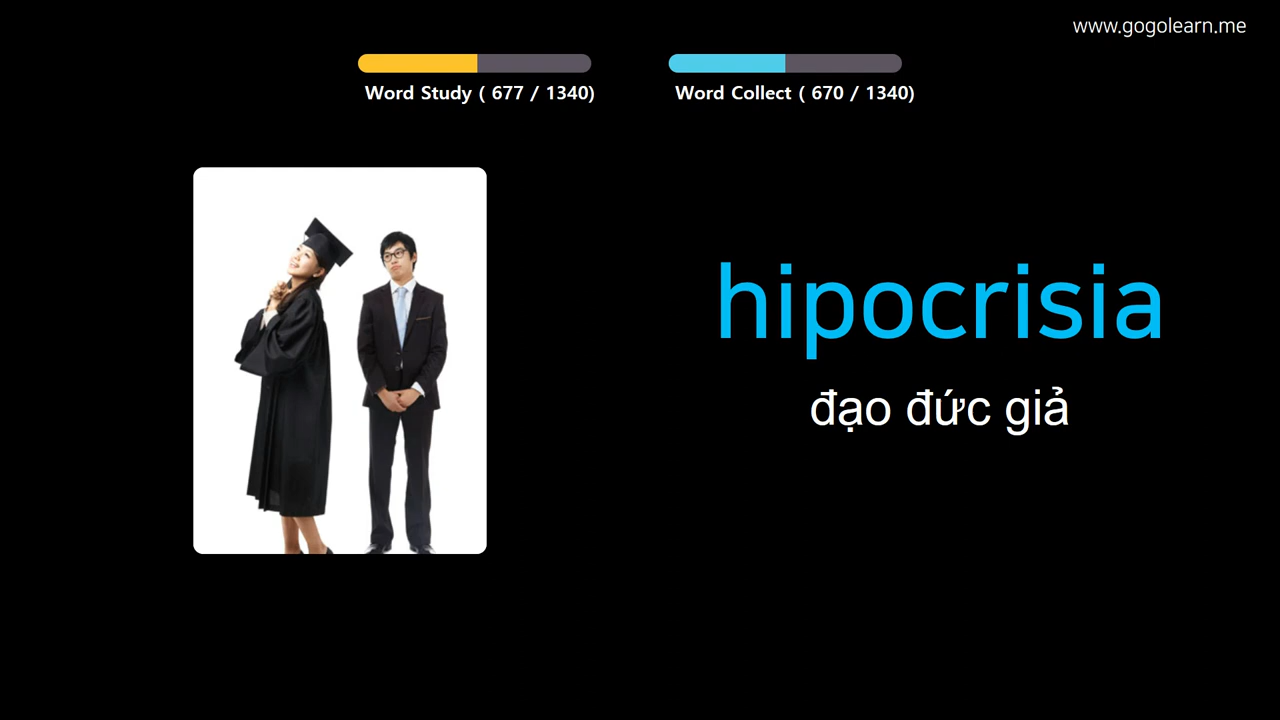 www.gogolearn.me
Word Study ( 677 / 1340)
Word Collect ( 670 / 1340)
hipocrisia
đạo đức giả